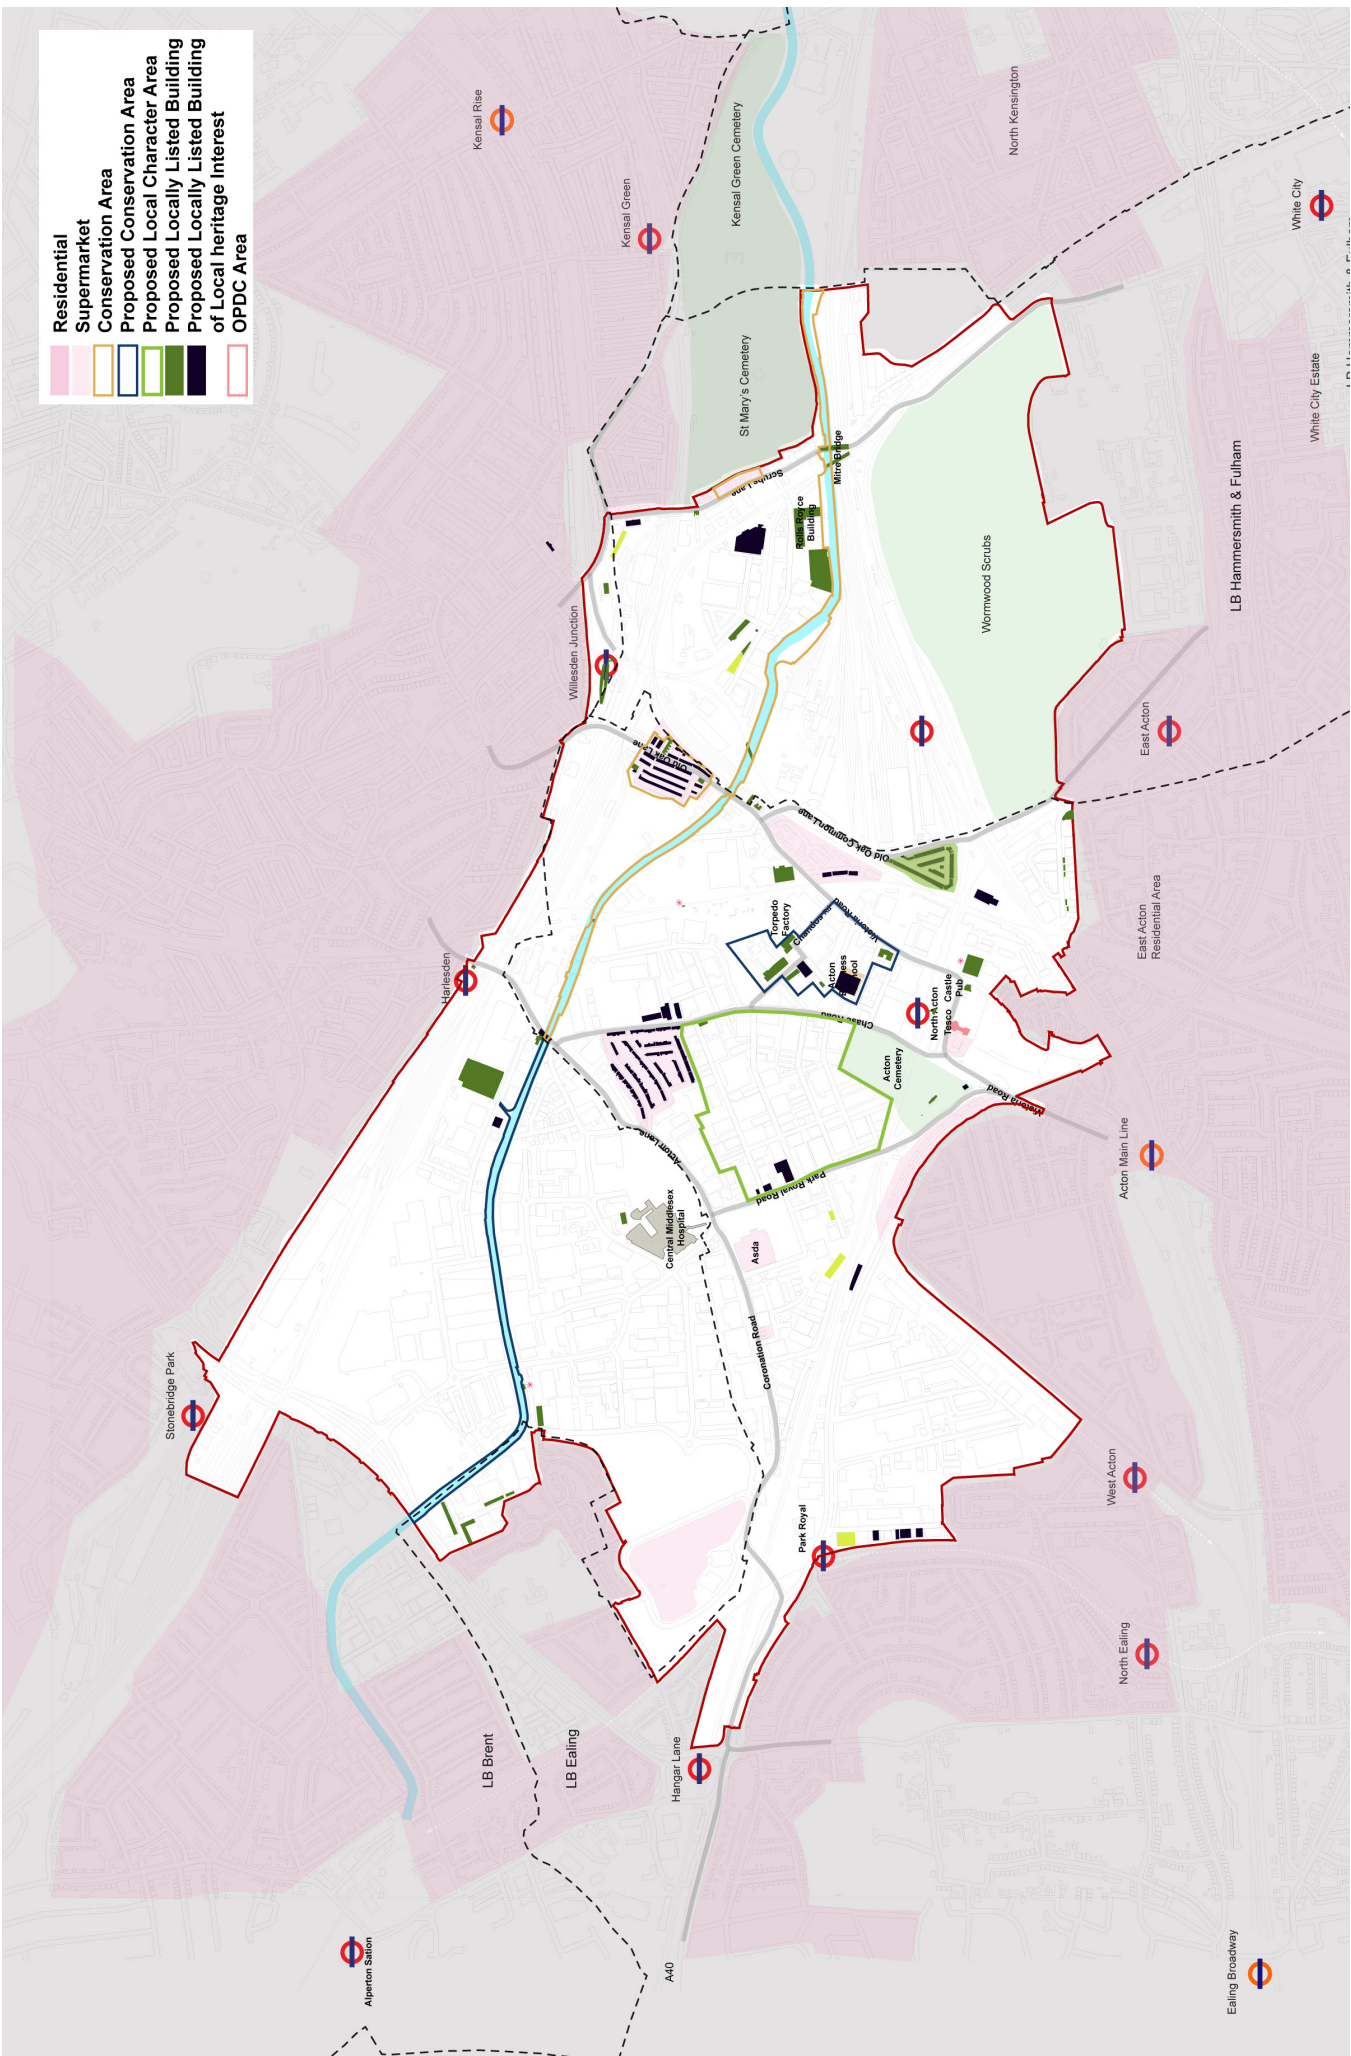 Residential
Supermarket
Conservation Area
Proposed Conservation Area
Proposed Local Character Area
Proposed Locally Listed Building
Proposed Locally Listed Building
of Local heritage Interest
OPDC Area
Kensal Rise
Kensal Green
Kensal Green Cemetery
North Kensington
White City
St Mary's Cemetery
White City Estate
Scrubs Lane
Mitre Bridge
Rolls Royce
Building
Wormwood Scrubs
LB Hammersmith & Fulham
Willesden Junction
Old Oak Lane
East Acton
Old Oak Common Lane
Harlesden
Torpedo
Factory
Chandos
Victoria Road
Acton
East Acton
Residential Area
Castle
Pub
North Acton
Tesco
Chase Road
Acton
Cemetery
Victoria Road
Acton Lane
Park Royal Road
Acton Main Line
Central Middlesex
Hospital
Asda
Coronation Road
Stonebridge Park
West Acton
Park Royal
North Ealing
LB Brent
LB Ealing
Hangar Lane
Alperton Sation
A40
Ealing Broadway